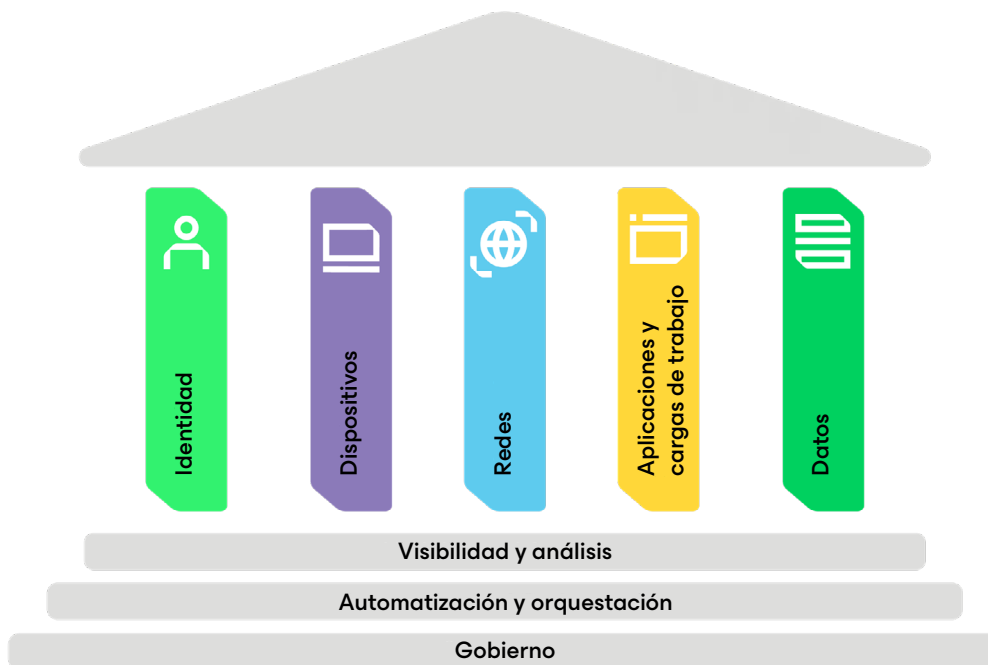 Identidad
Dispositivos
Redes
Aplicaciones y
cargas de trabajo
Datos
Visibilidad y análisis
Automatización y orquestación
Gobierno